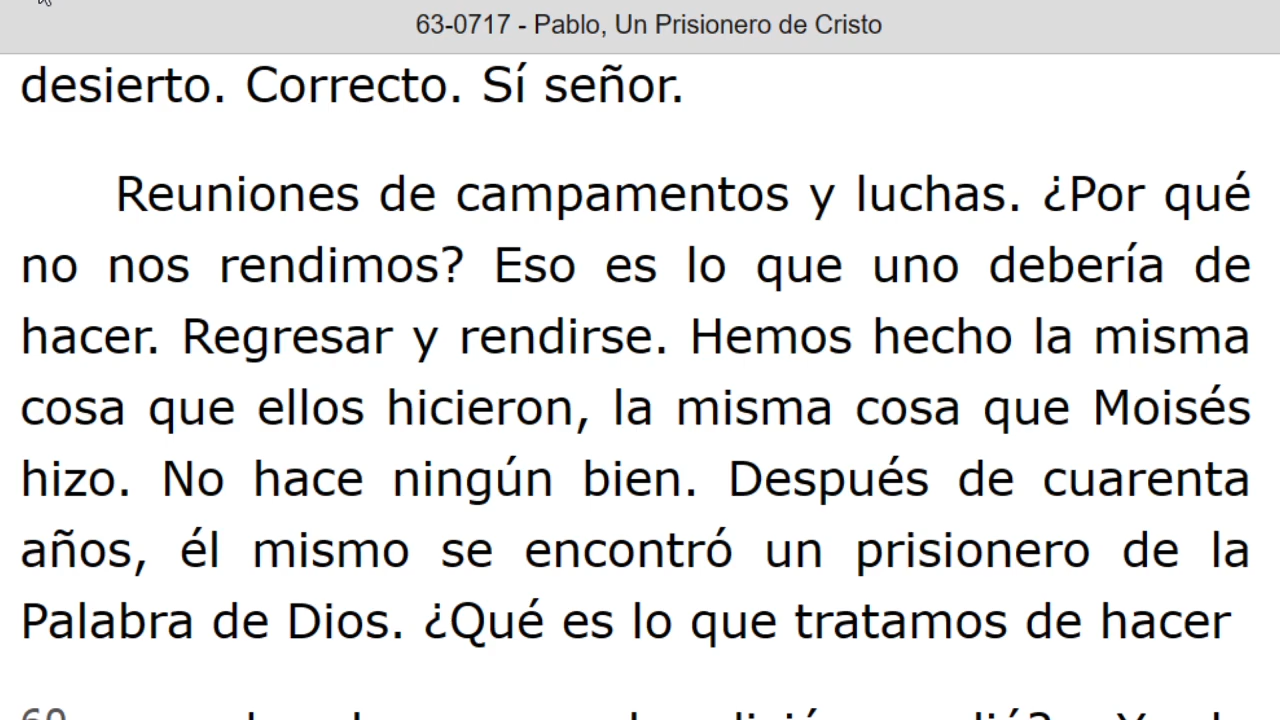 63-0717 - Pablo, Un Prisionero de Cristo
desierto. Correcto. Sí señor.
Reuniones de campamentos y luchas. ¿Por qué
no nos rendimos? Eso es lo que uno debería de
hacer. Regresar y rendirse. Hemos hecho la misma
cosa que ellos hicieron, la misma cosa que Moisés
hizo. No hace ningún bien. Después de cuarenta
años, él mismo se encontró un prisionero de la
Palabra de Dios. ¿Qué es lo que tratamos de hacer